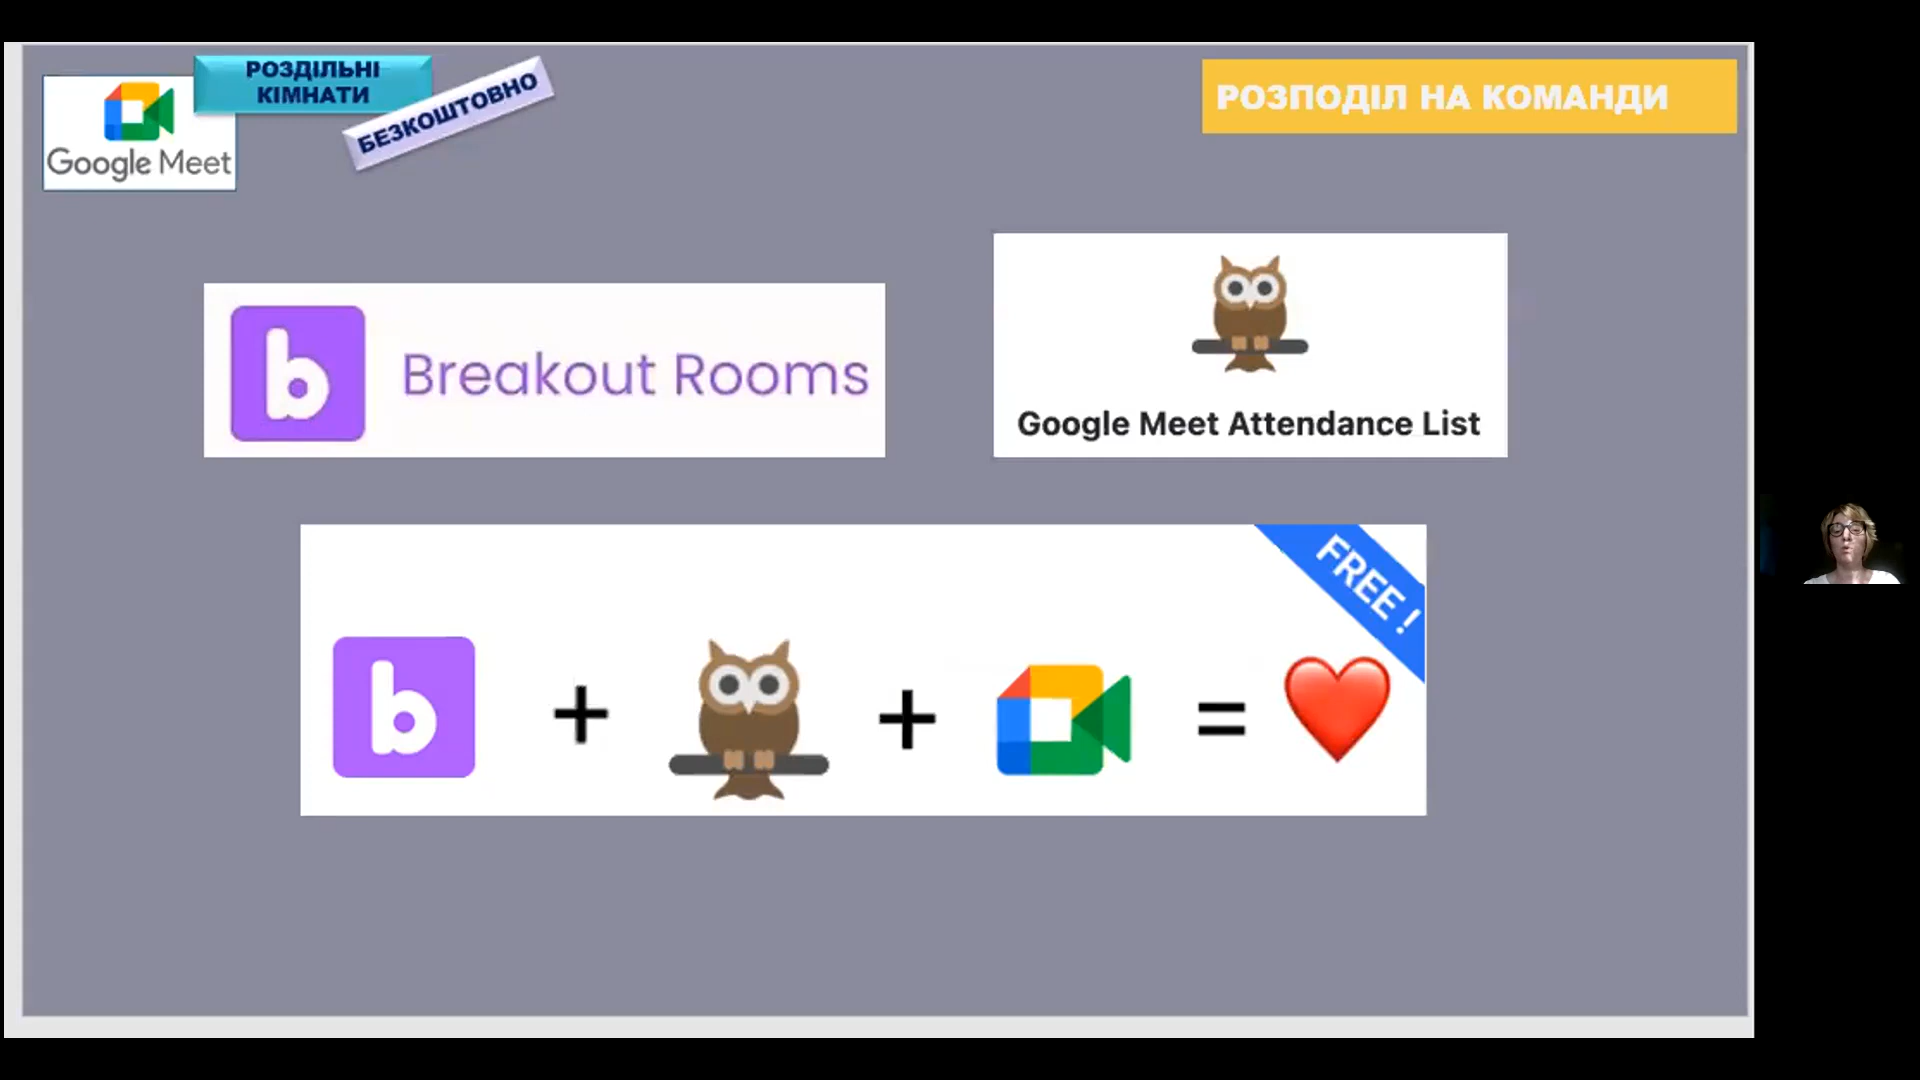 РОЗДІЛЬНІ
КІМНАТИ
БЕЗКОШТОВНО
Google Meet
РОЗПОДІЛ НА КОМАНДИ
b Breakout Rooms
Google Meet Attendance List
FREE !
b + + =